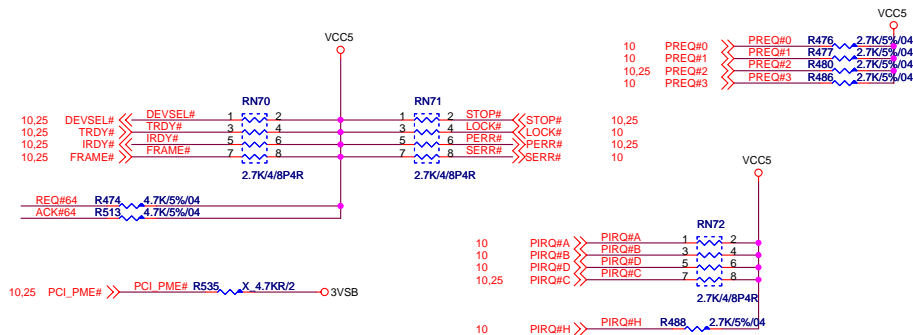 VCC5
VCC5
10 PREQ#0 PREQ#0 R476 2.7K/5%/04
10 PREQ#1 PREQ#1 R477 2.7K/5%/04
10,25 PREQ#2 PREQ#2 R480 2.7K/5%/04
10 PREQ#3 PREQ#3 R486 2.7K/5%/04
RN70 RN71
10,25 DEVSEL# DEVSEL# 1 2 1 2 STOP# STOP# 10,25
10,25 TRDY# TRDY# 3 4 3 4 LOCK# LOCK# 10
10,25 IRDY# IRDY# 5 6 5 6 PERR# PERR# 10,25
10,25 FRAME# FRAME# 7 8 7 8 SERR# SERR# 10
2.7K/4/8P4R 2.7K/4/8P4R
REQ#64 R474 4.7K/5%/04
ACK#64 R513 4.7K/5%/04
VCC5
RN72
10 PIRQ#A PIRQ#A 1 2
10 PIRQ#B PIRQ#B 3 4
10 PIRQ#D PIRQ#D 5 6
10,25 PIRQ#C PIRQ#C 7 8
2.7K/4/8P4R
10,25 PCI_PME# PCI_PME# R535 X_4.7KR/2 3VSB
10 PIRQ#H PIRQ#H R488 2.7K/5%/04